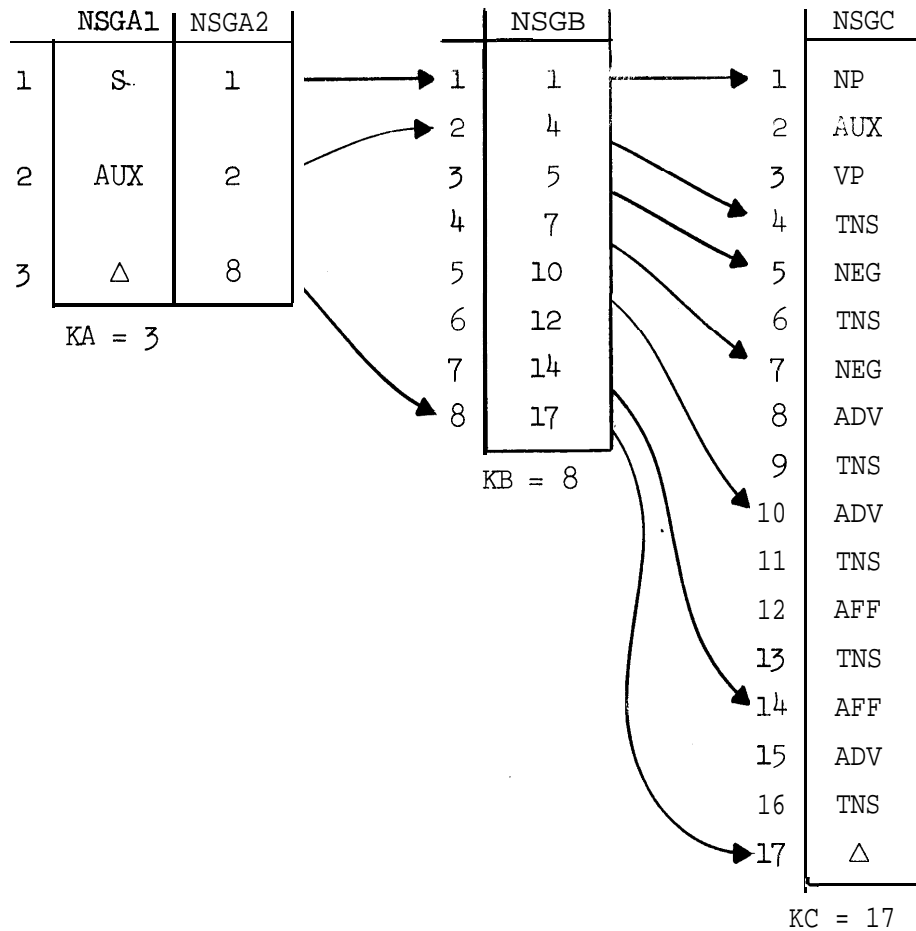 NSGA1 NSGA2
1 S 1
2 AUX 2
3 △ 8
KA = 3
NSGB
1 1
2 4
3 5
4 7
5 10
6 12
7 14
8 17
KB = 8
NSGC
1 NP
2 AUX
3 VP
4 TNS
5 NEG
6 TNS
7 NEG
8 ADV
9 TNS
10 ADV
11 TNS
12 AFF
13 TNS
14 AFF
15 ADV
16 TNS
17 △
KC = 17